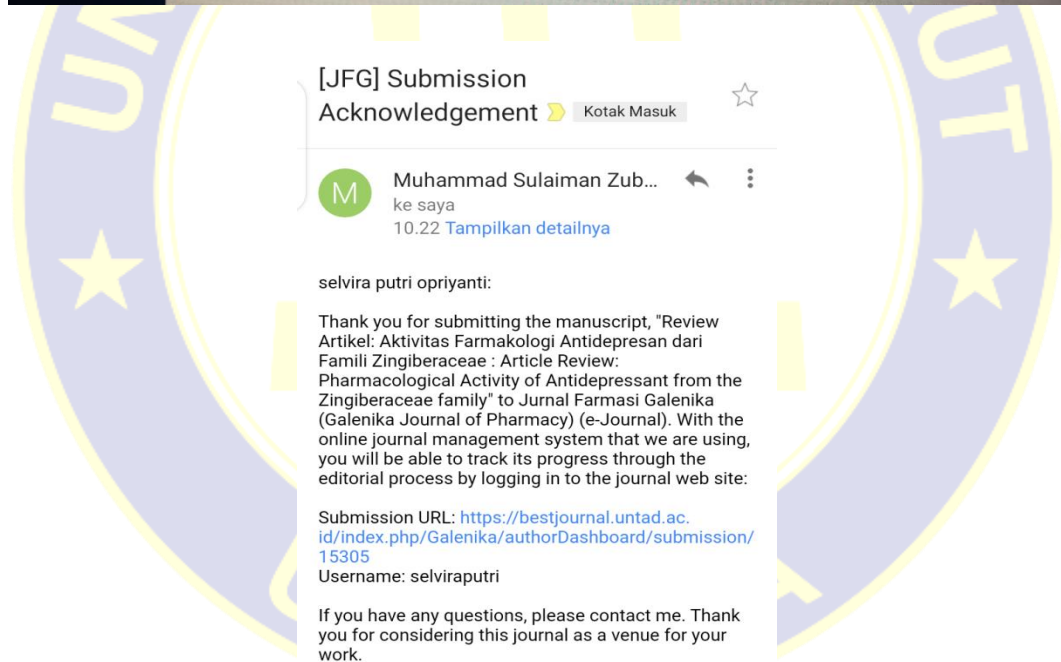 [JFG] Submission
Acknowledgement Kotak Masuk
M
Muhammad Sulaiman Zub...
ke saya
10.22 Tampilkan detailnya
selvira putri opriyanti:
Thank you for submitting the manuscript, "Review
Artikel: Aktivitas Farmakologi Antidepresan dari
Famili Zingiberaceae : Article Review:
Pharmacological Activity of Antidepressant from the
Zingiberaceae family" to Jurnal Farmasi Galenika
(Galenika Journal of Pharmacy) (e-Journal). With the
online journal management system that we are using,
you will be able to track its progress through the
editorial process by logging in to the journal web site:
Submission URL: https://bestjournal.untad.ac.
id/index.php/Galenika/authorDashboard/submission/
15305
Username: selviraputri
If you have any questions, please contact me. Thank
you for considering this journal as a venue for your
work.